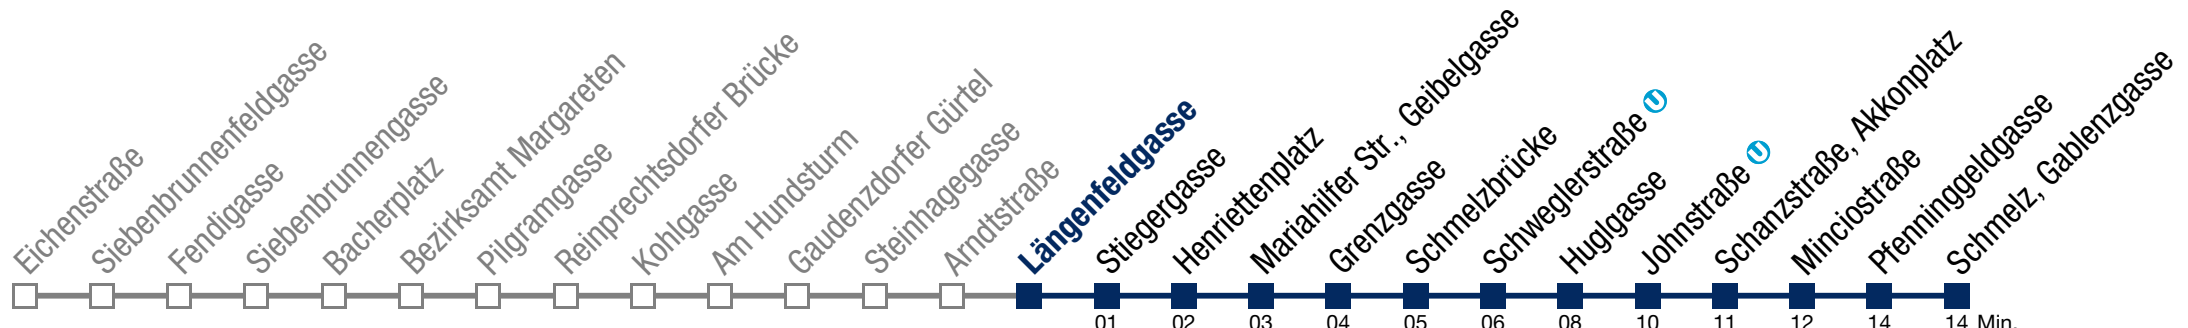 Eichenstraße
Siebenbrunnenfeldgasse
Fendigasse
Siebenbrunnengasse
Bacherplatz
Bezirksamt Margareten
Pilgramgasse
Reinprechtsdorfer Brücke
Kohlgasse
Am Hundsturm
Gaudenzdorfer Gürtel
Steinhagegasse
Arndtstraße
Längenfeldgasse
Stiegergasse
Henriettenplatz
Mariahilfer Str., Geibelgasse
Grenzgasse
Schmelzbrücke
Schweglerstraße U
Huglgasse
Johnstraße U
Schanzstraße, Akkonplatz
Minciostraße
Pfenninggeldgasse
Schmelz, Gablenzgasse
01 02 03 04 05 06 08 10 11 12 14 14 Min.